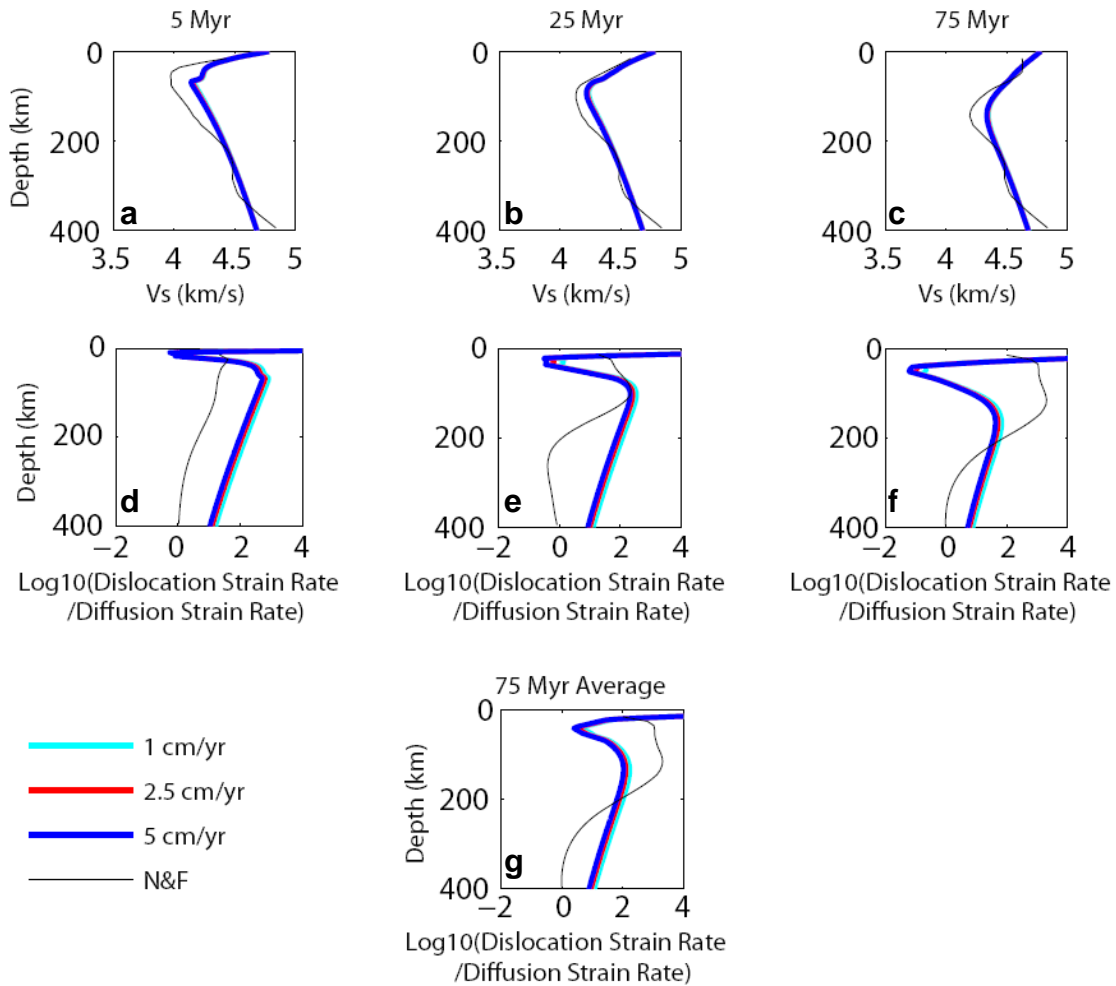 5 Myr
25 Myr
75 Myr
Depth (km)
0
200
400
a
3.5 4 4.5 5
Vs (km/s)
0
200
400
b
3.5 4 4.5 5
Vs (km/s)
0
200
400
c
3.5 4 4.5 5
Vs (km/s)
Depth (km)
0
200
400
d
−2 0 2 4
Log10(Dislocation Strain Rate
/Diffusion Strain Rate)
0
200
400
e
−2 0 2 4
Log10(Dislocation Strain Rate
/Diffusion Strain Rate)
0
200
400
f
−2 0 2 4
Log10(Dislocation Strain Rate
/Diffusion Strain Rate)
1 cm/yr
2.5 cm/yr
5 cm/yr
N&F
75 Myr Average
Depth (km)
0
200
400
g
−2 0 2 4
Log10(Dislocation Strain Rate
/Diffusion Strain Rate)